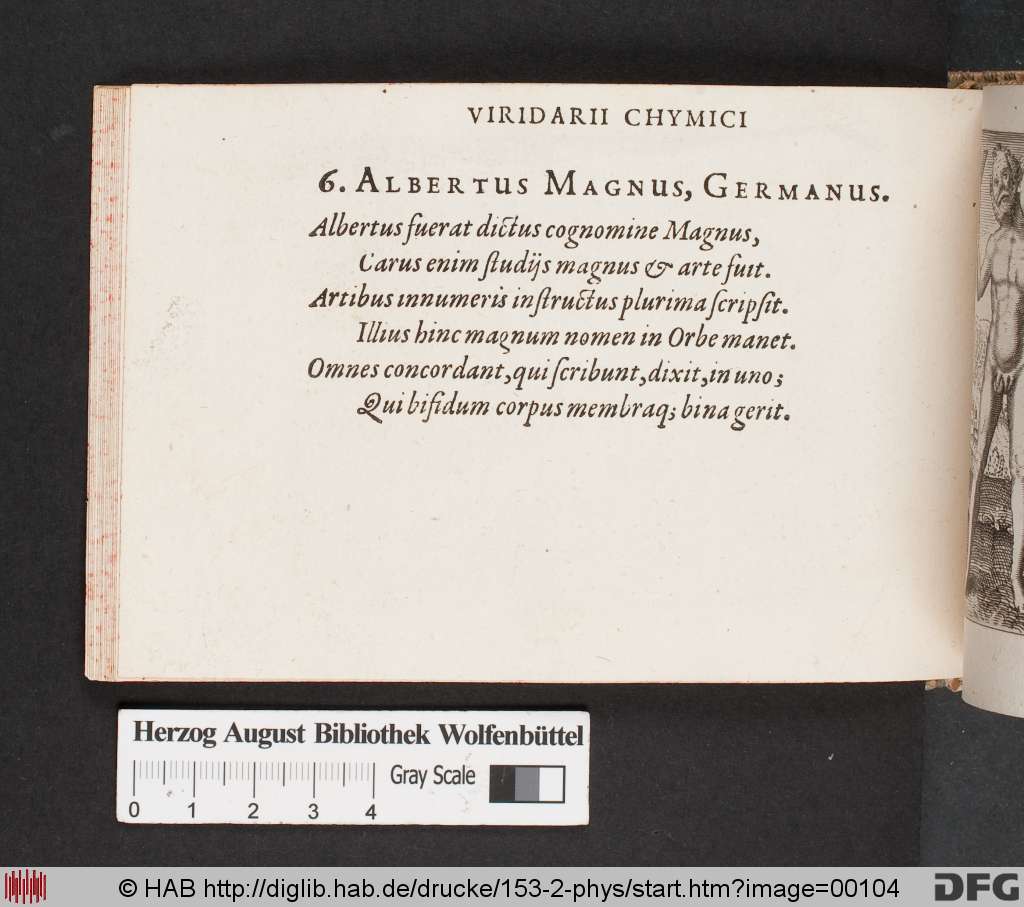 VIRIDARII CHYMICI
6. ALBERTUS MAGNUS, GERMANUS.
Albertus fuerat dictus cognomine Magnus,
Carus enim ſtudijs magnus & arte fuit.
Artibus innumeris inſtructus plurima ſcripſit.
Illius hinc magnum nomen in Orbe manet.
Omnes concordant, qui ſcribunt, dixit, in uno;
Qui bifidum corpus membraq; bina gerit.
Herzog August Bibliothek Wolfenbüttel
Gray Scale
0 1 2 3 4
© HAB http://diglib.hab.de/drucke/153-2-phys/start.htm?image=00104
DFG